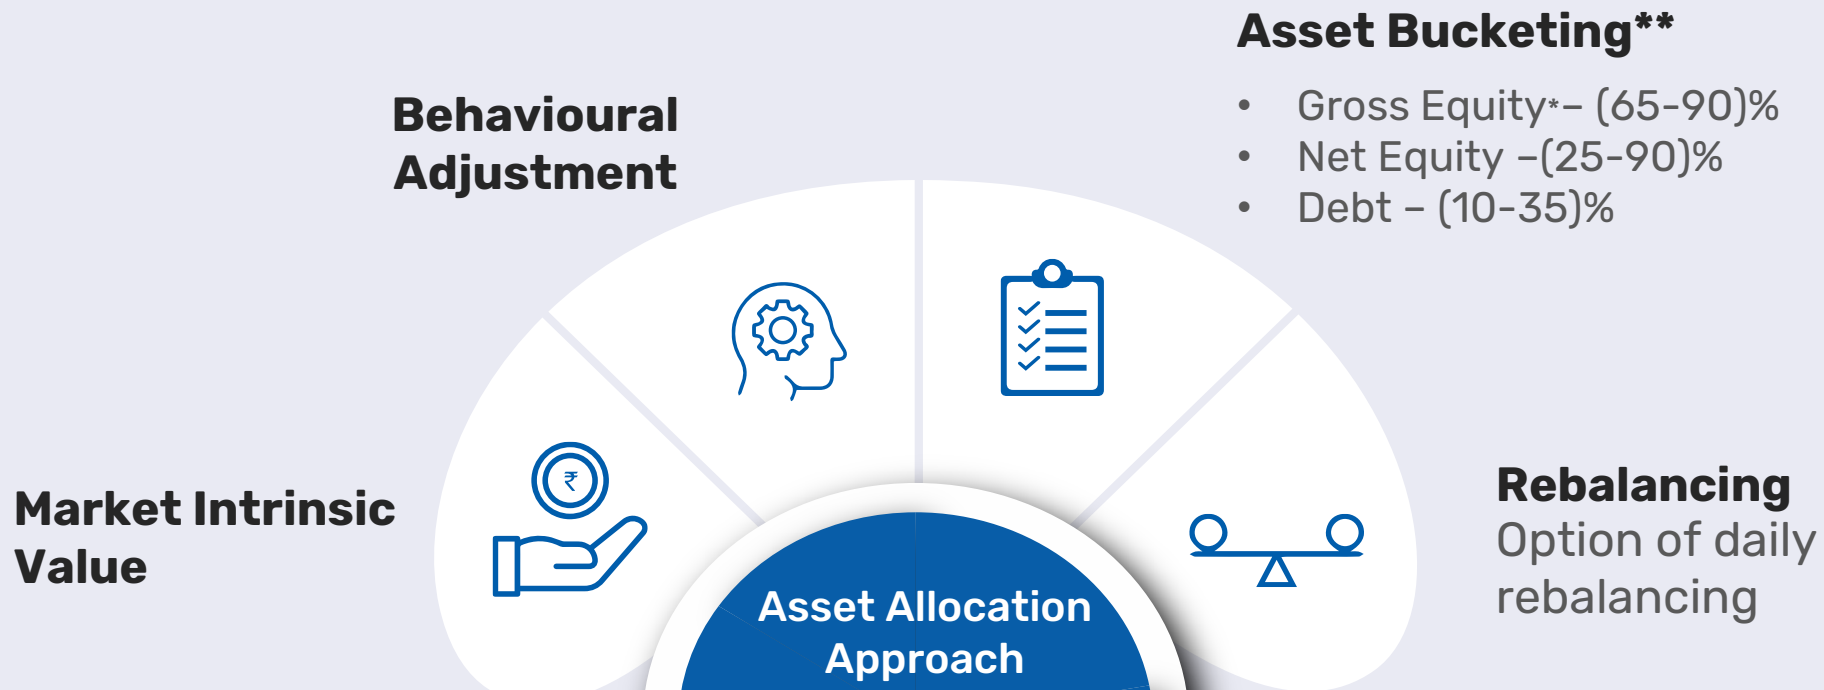 Asset Bucketing**
• Gross Equity*– (65-90)%
• Net Equity –(25-90)%
• Debt – (10-35)%
Behavioural
Adjustment
₹
Market Intrinsic
Value
Rebalancing
Option of daily
rebalancing
Asset Allocation
Approach